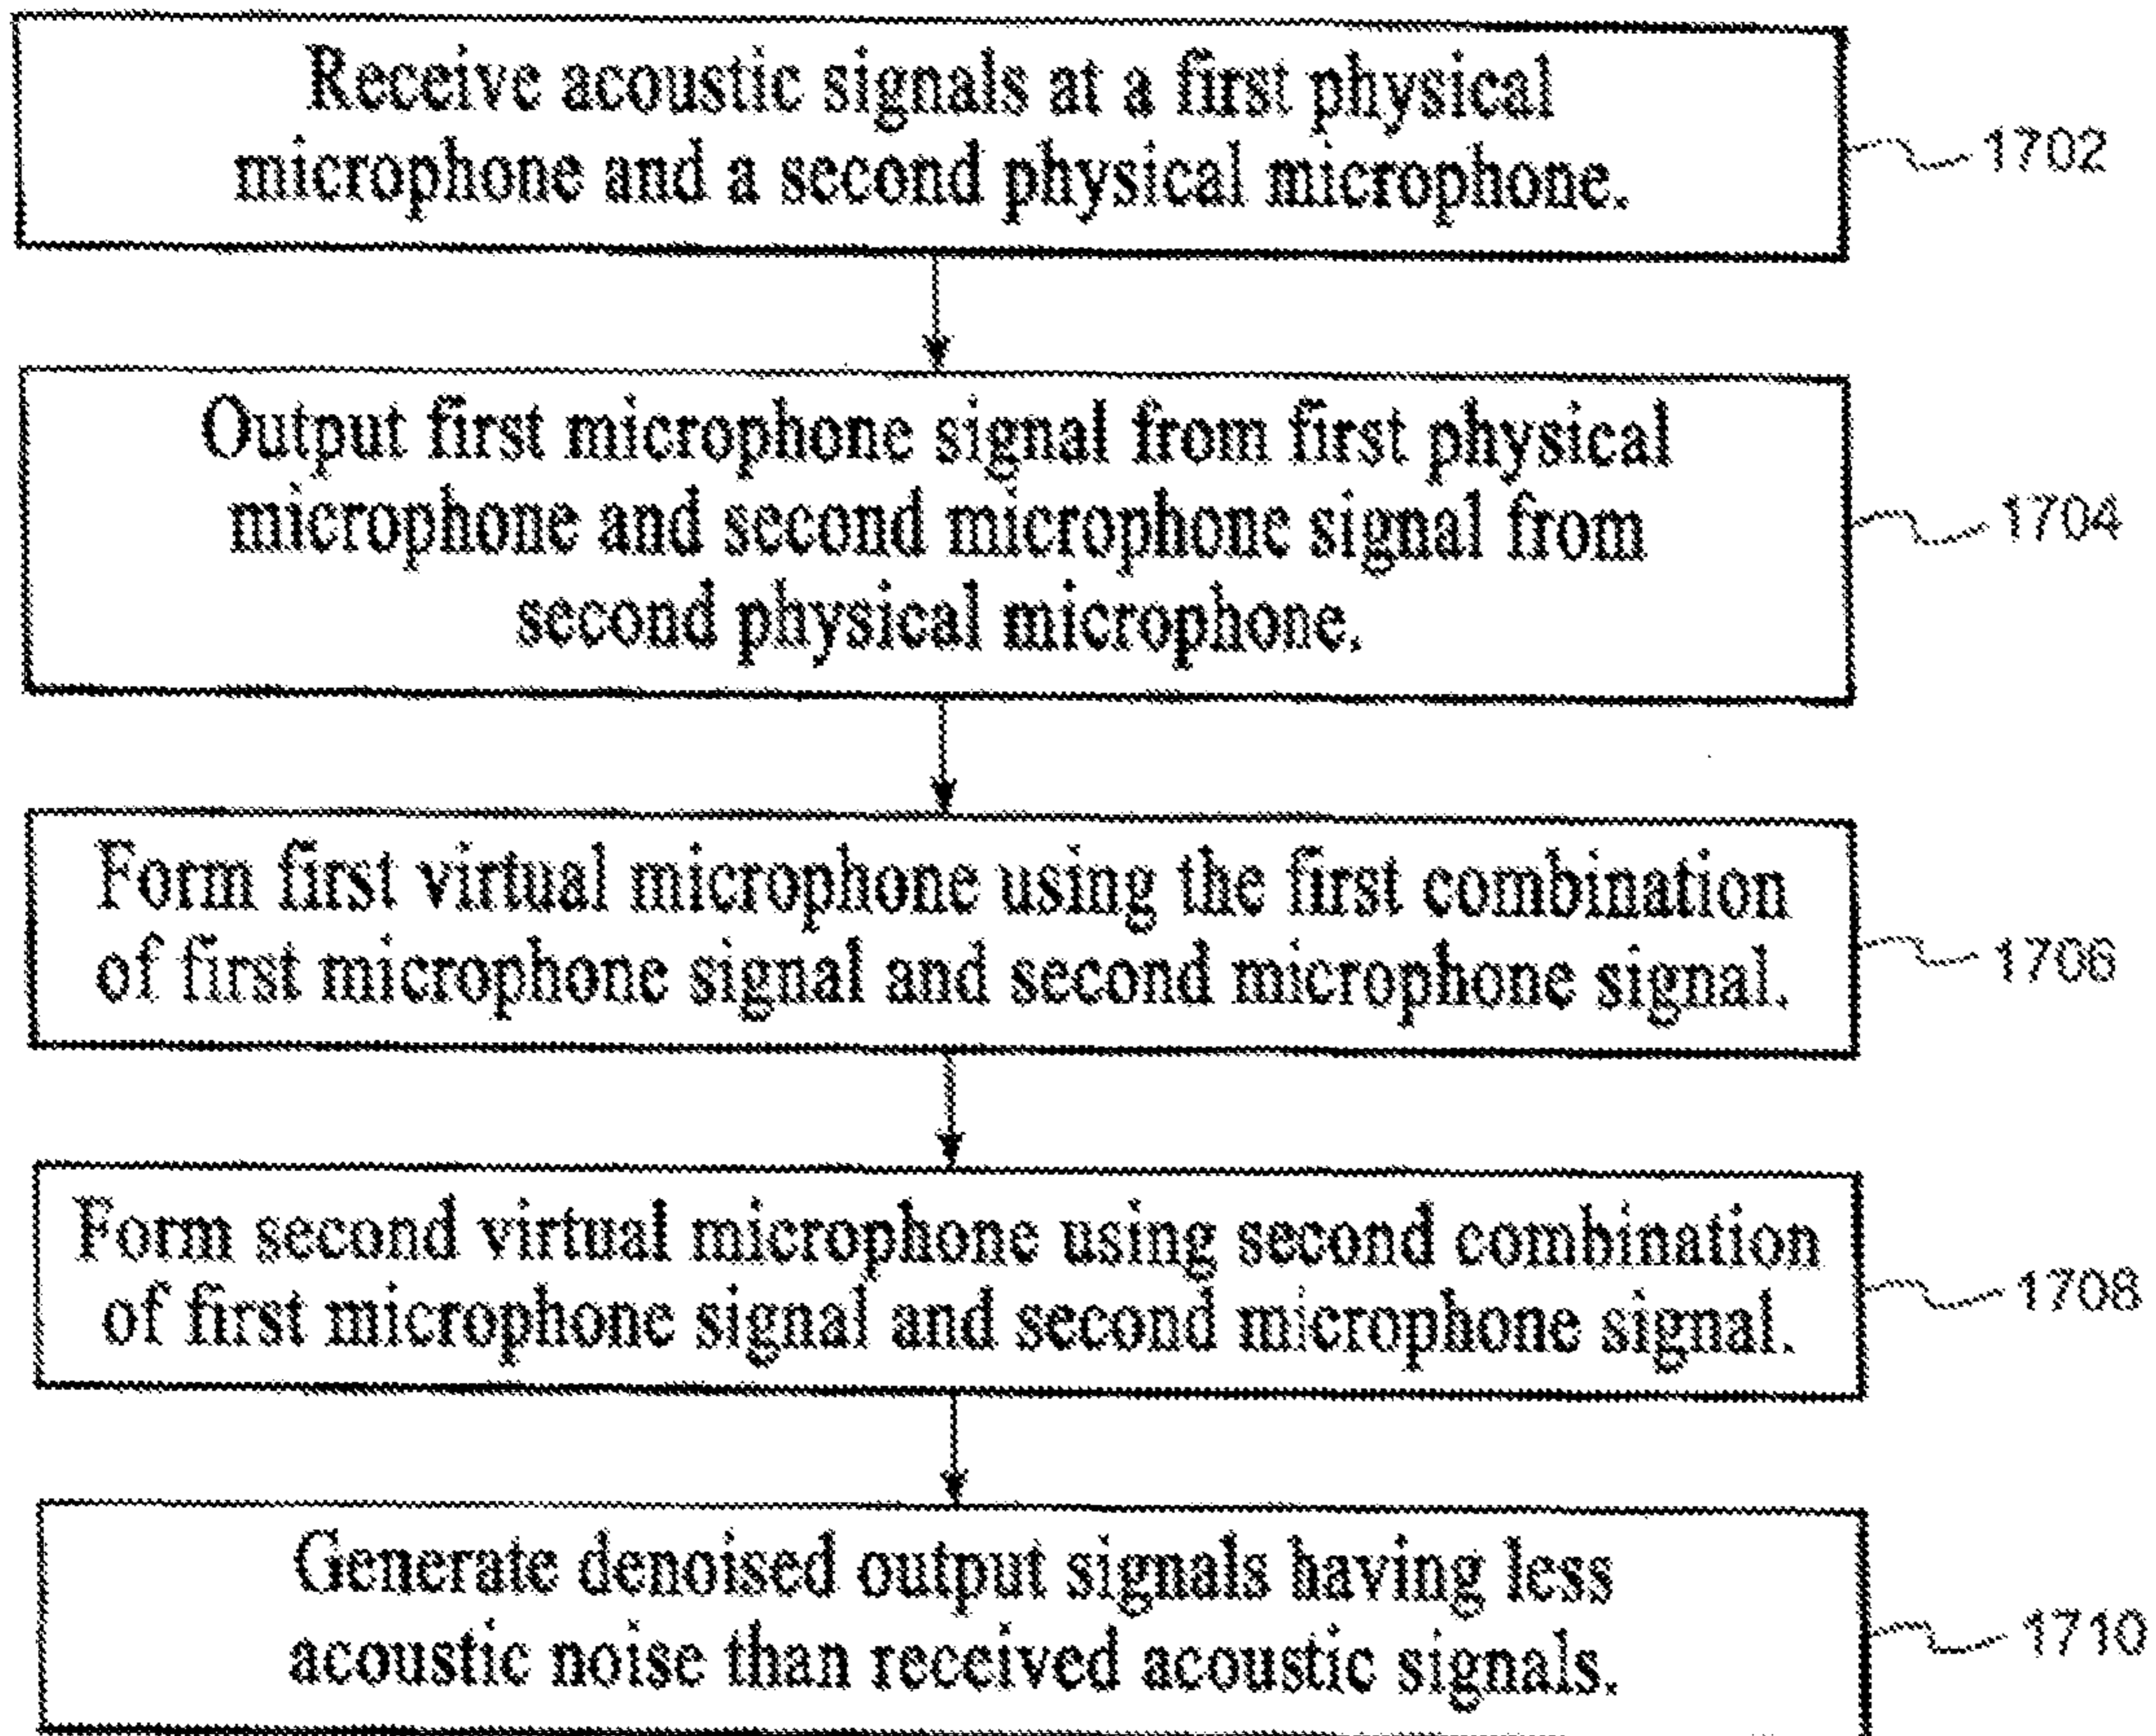 Receive acoustic signals at a first physical
microphone and a second physical microphone.
1702
Output first microphone signal from first physical
microphone and second microphone signal from
second physical microphone.
1704
Form first virtual microphone using the first combination
of first microphone signal and second microphone signal.
1706
Form second virtual microphone using second combination
of first microphone signal and second microphone signal.
1708
Generate denoised output signals having less
acoustic noise than received acoustic signals.
1710